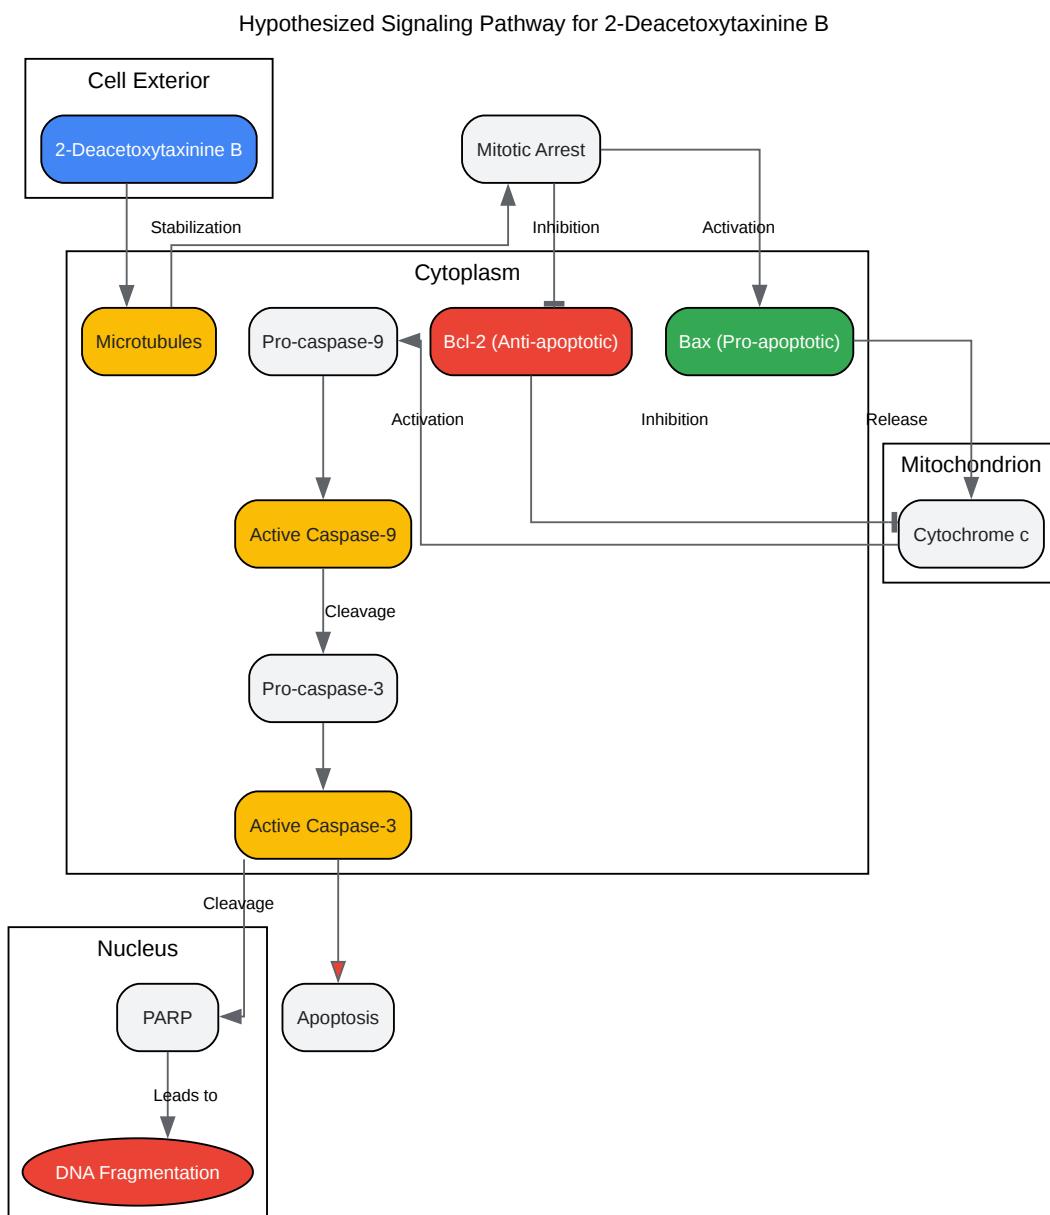 Hypothesized Signaling Pathway for 2-Deacetoxytaxinine B
Cell Exterior
2-Deacetoxytaxinine B
Mitotic Arrest
Stabilization
Inhibition
Activation
Cytoplasm
Microtubules
Pro-caspase-9
Bcl-2 (Anti-apoptotic)
Bax (Pro-apoptotic)
Activation
Inhibition
Release
Mitochondrion
Active Caspase-9
Cytochrome c
Cleavage
Pro-caspase-3
Active Caspase-3
Cleavage
Nucleus
PARP
Apoptosis
Leads to
DNA Fragmentation